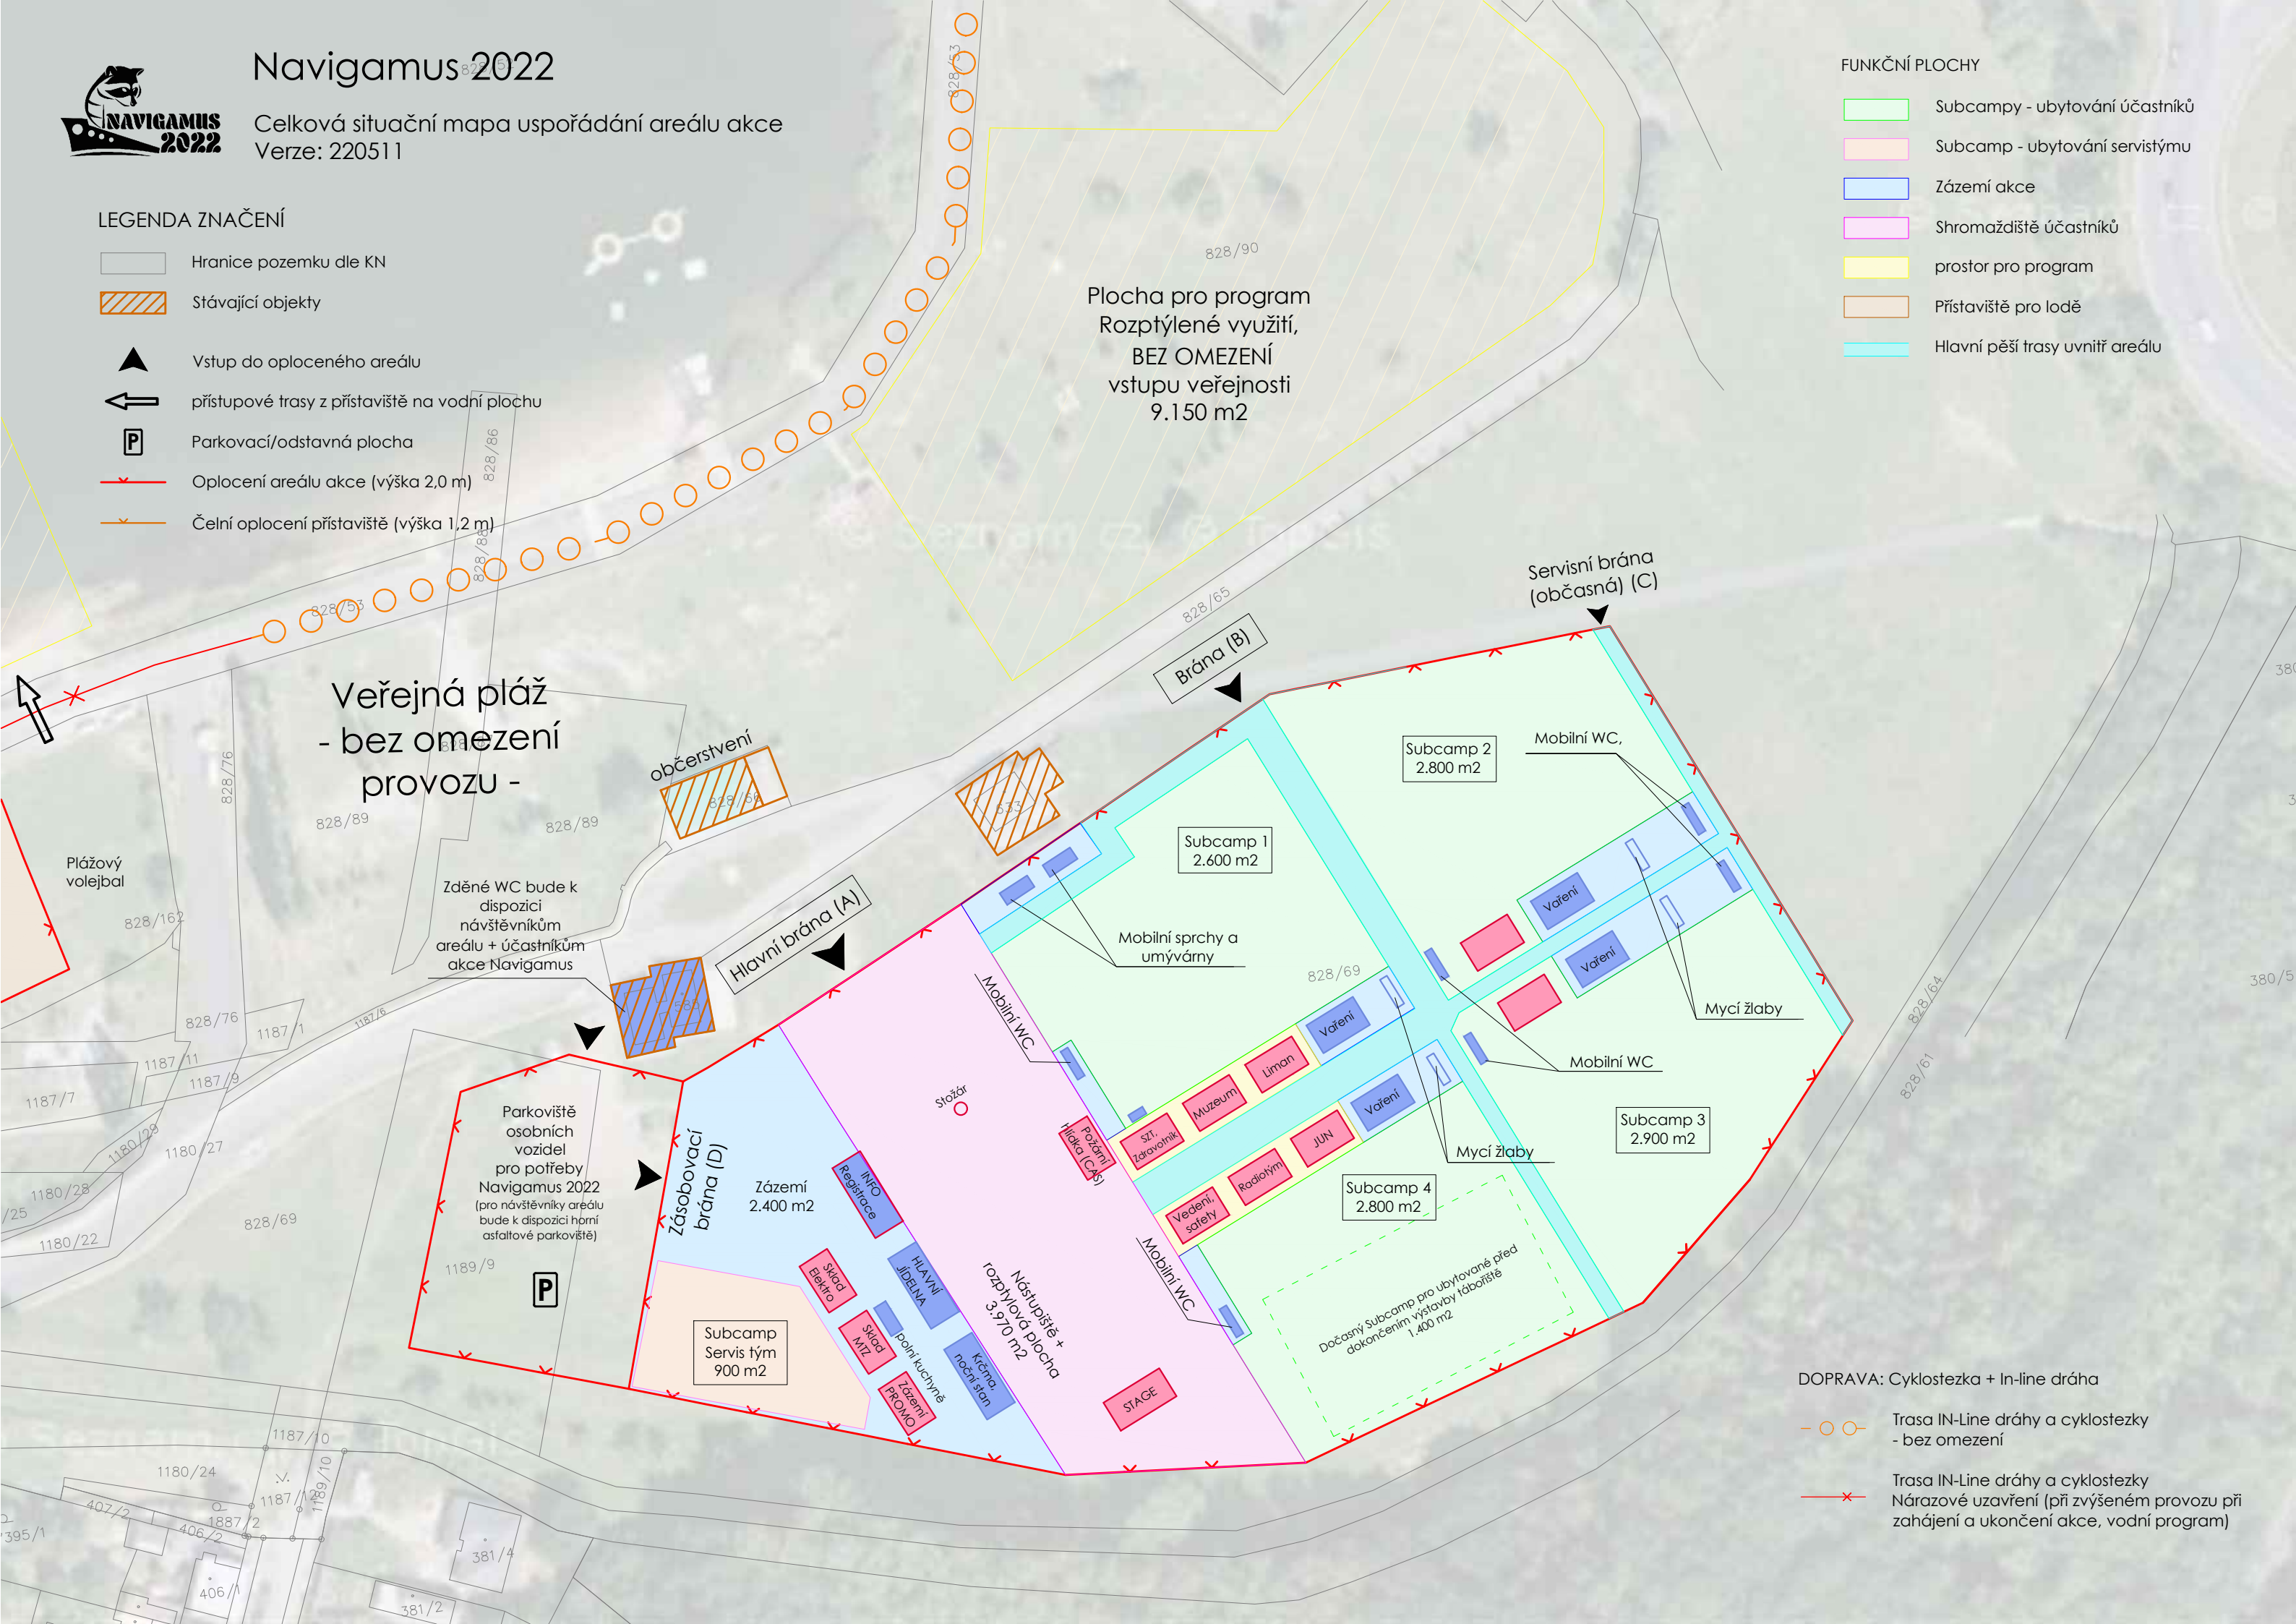 NAVIGAMUS
2022
Navigamus 2022
Celková situační mapa uspořádání areálu akce
Verze: 220511
LEGENDA ZNAČENÍ
Hranice pozemku dle KN
Stávající objekty
Vstup do oploceného areálu
přístupové trasy z přístaviště na vodní plochu
P
Parkovací/odstavná plocha
Oplocení areálu akce (výška 2,0 m)
Čelní oplocení přístaviště (výška 1,2 m)
FUNKČNÍ PLOCHY
Subcampy - ubytování účastníků
Subcamp - ubytování servistýmu
Zázemí akce
Shromaždiště účastníků
prostor pro program
Přístaviště pro lodě
Hlavní pěší trasy uvnitř areálu
828/53
828/90
Plocha pro program
Rozptýlené využití,
BEZ OMEZENÍ
vstupu veřejnosti
9.150 m2
828/86
828/88
828/53
828/65
Servisní brána
(občasná) (C)
Brána (B)
Veřejná pláž
- bez omezení
provozu -
828/76
828/89
828/89
občerstvení
828/66
633
Plážový
volejbal
828/162
Zděné WC bude k
dispozici
návštěvníkům
areálu + účastníkům
akce Navigamus
Hlavní brána (A)
580
Subcamp 1
2.600 m2
Subcamp 2
2.800 m2
Mobilní WC,
Vaření
Vaření
Mycí žlaby
Mobilní sprchy a
umývárny
828/69
Mobilní WC
Vaření
Liman
Muzeum
SZT,
Zdravotník
Požární
hlídka (CAS)
Stožár
Mobilní WC
Subcamp 3
2.900 m2
Vaření
JUN
Radiotým
Vedení,
safety
Mycí žlaby
Subcamp 4
2.800 m2
Mobilní WC
Dočasný Subcamp pro ubytované před
dokončením výstavby tábořiště
1.400 m2
Nástupiště +
rozptylová plocha
3.970 m2
STAGE
Parkoviště
osobních
vozidel
pro potřeby
Navigamus 2022
(pro návštěvníky areálu
bude k dispozici horní
asfaltové parkoviště)
P
Zásobovací
brána (D)
Zázemí
2.400 m2
INFO
Registrace
HLAVNÍ
JÍDELNA
Krčma,
noční stan
Sklad
Elektro
Sklad
MTZ
polní kuchyně
Zázemí
PROMO
Subcamp
Servis tým
900 m2
828/76
1187/1
1187/6
1187/11
1187/9
1187/7
1180/29
1180/27
1180/28
/25
1180/22
828/69
1189/9
828/64
828/61
380/5
1187/10
1180/24
1189/10
1187/12
407/2
1887/2
406/2
395/1
406/1
381/4
381/2
DOPRAVA: Cyklostezka + In-line dráha
Trasa IN-Line dráhy a cyklostezky
- bez omezení
Trasa IN-Line dráhy a cyklostezky
Nárazové uzavření (při zvýšeném provozu při
zahájení a ukončení akce, vodní program)